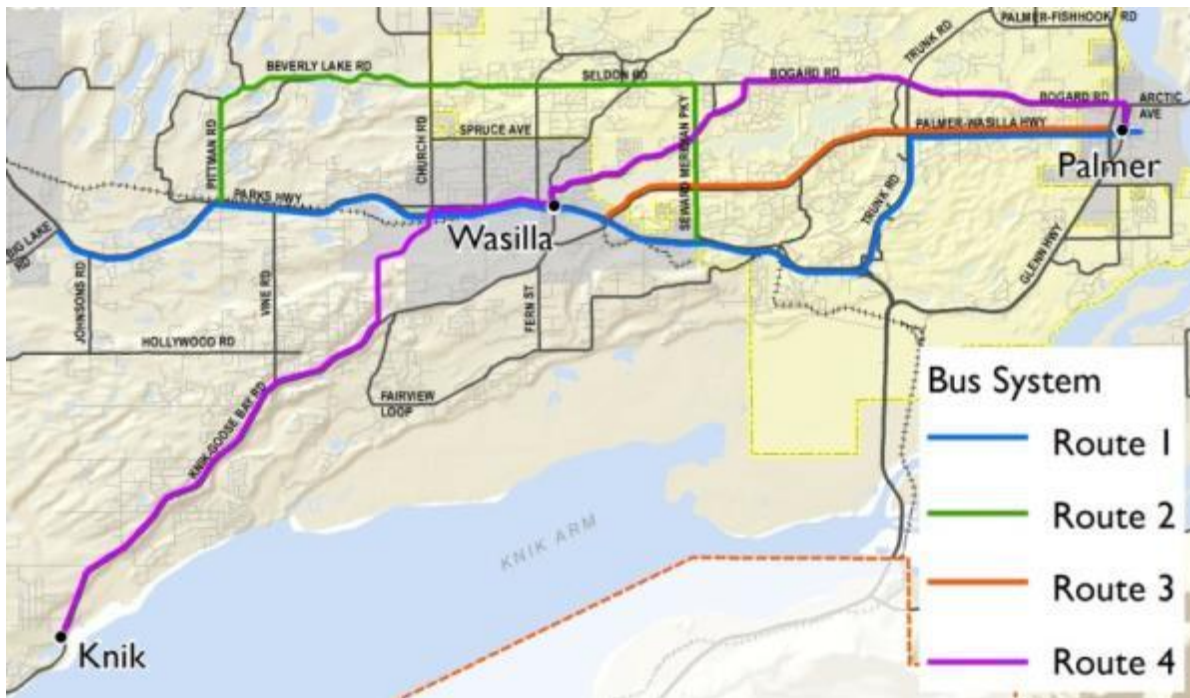 PALMER-FISHHOOK RD
TRUNK RD
BEVERLY LAKE RD
SELDON RD
BOGARD RD
BOGARD RD
ARCTIC
AVE
PITTMAN RD
CHURCH RD
SPRUCE AVE
SEWARD MERIDIAN PKY
PALMER-WASILLA HWY
Palmer
PARKS HWY
TRUNK RD
Wasilla
BIG LAKE
RD
JOHNSONS RD
VINE RD
FERN ST
GLENN HWY
HOLLYWOOD RD
FAIRVIEW
LOOP
KNIK-GOOSE BAY RD
KNIK ARM
Knik
Bus System
Route 1
Route 2
Route 3
Route 4